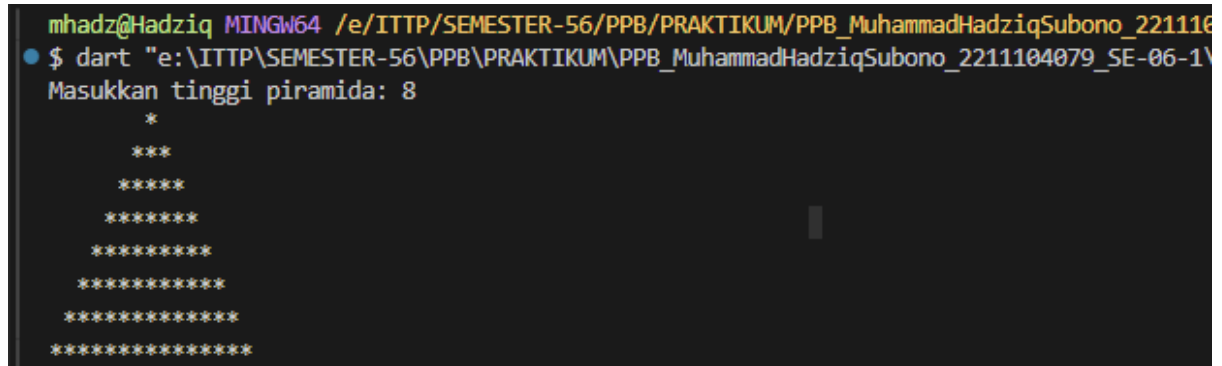 mhadz@Hadziq MINGW64 /e/ITTP/SEMESTER-56/PPB/PRAKTIKUM/PPB_MuhammadHadziqSubono_221110
$ dart "e:\ITTP\SEMESTER-56\PPB\PRAKTIKUM\PPB_MuhammadHadziqSubono_2211104079_SE-06-1\
Masukkan tinggi piramida: 8
       *
      ***
     *****
    *******
   *********
  ***********
 *************
***************